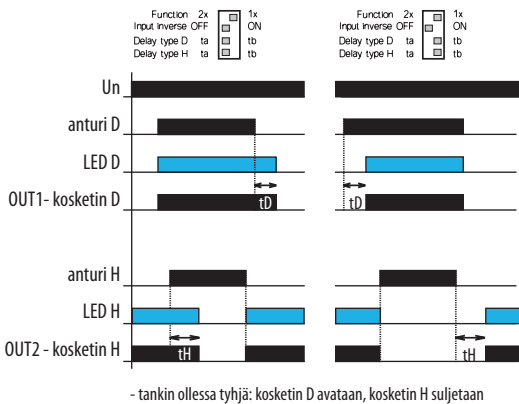 Function 2x 1x
Input inverse OFF ON
Delay type D ta tb
Delay type H ta tb
Function 2x 1x
Input inverse OFF ON
Delay type D ta tb
Delay type H ta tb
Un
anturi D
LED D
OUT1- kosketin D
tD
tD
anturi H
LED H
OUT2 - kosketin H
tH
tH
- tankin ollessa tyhjä: kosketin D avataan, kosketin H suljetaan